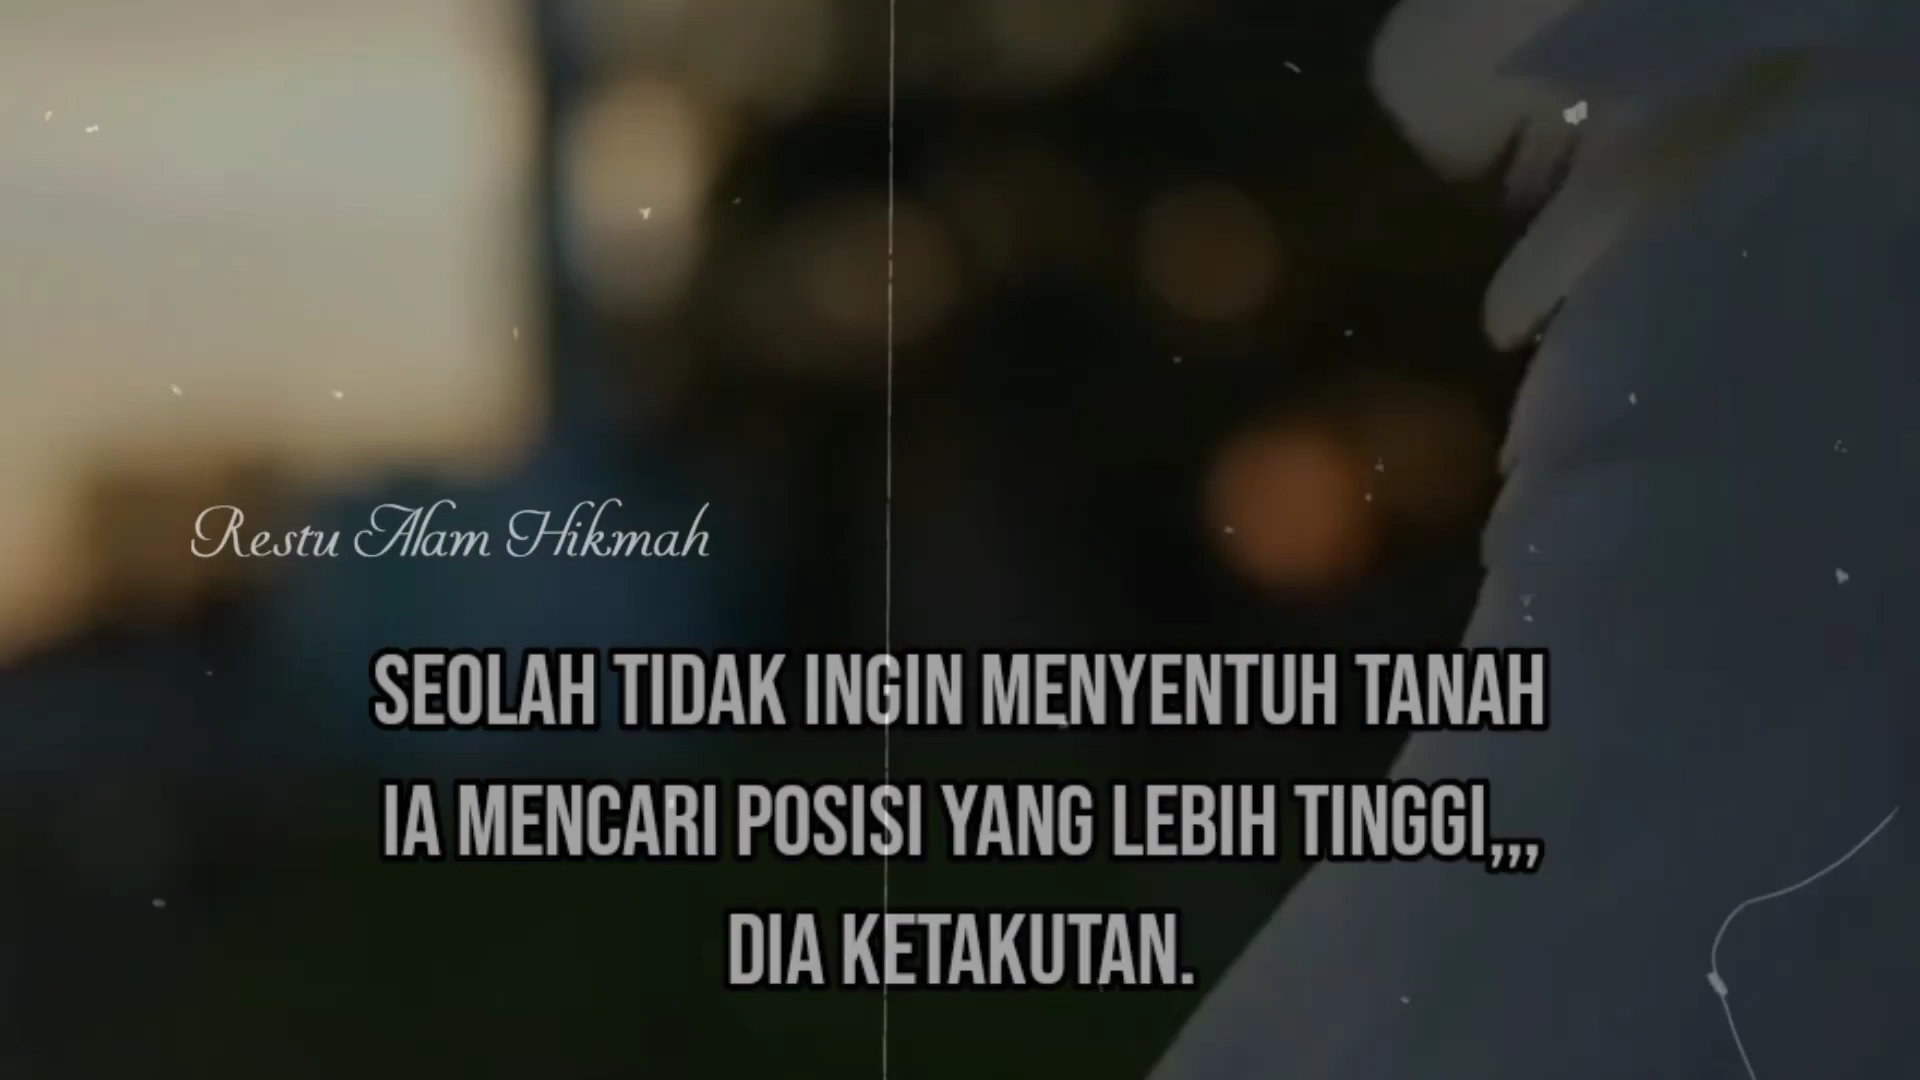 Restu Alam Hikmah
SEOLAH TIDAK INGIN MENYENTUH TANAH
IA MENCARI POSISI YANG LEBIH TINGGI,,,
DIA KETAKUTAN.